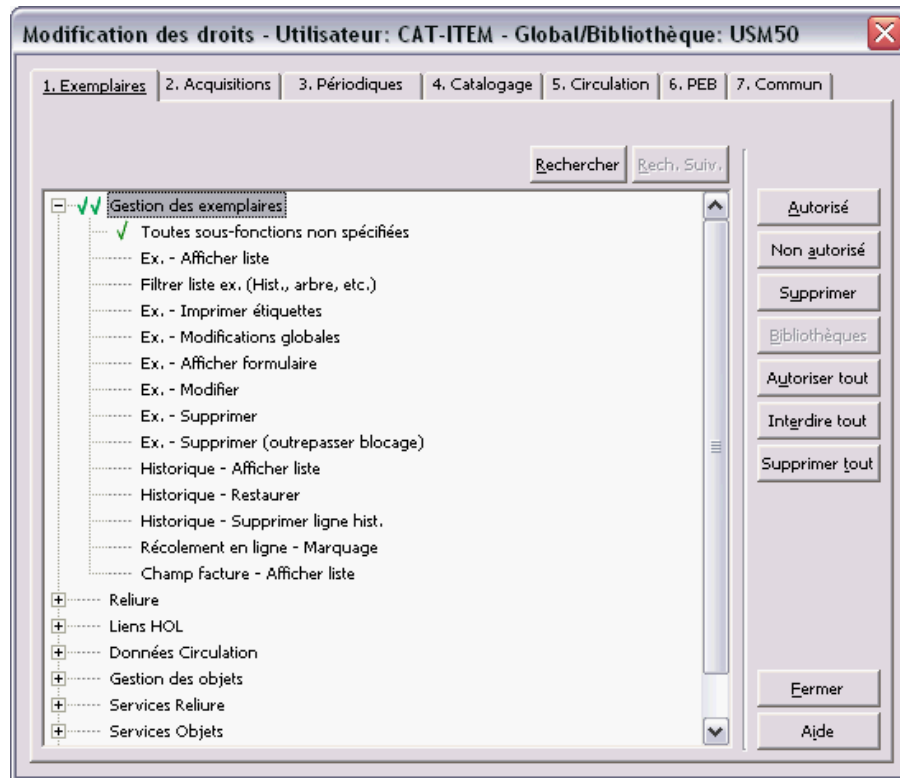 Modification des droits - Utilisateur: CAT-ITEM - Global/Bibliothèque: USM50
1. Exemplaires 2. Acquisitions 3. Périodiques 4. Catalogage 5. Circulation 6. PEB 7. Commun
Rechercher Rech. Suiv.
Gestion des exemplaires
Toutes sous-fonctions non spécifiées
Ex. - Afficher liste
Filtrer liste ex. (Hist., arbre, etc.)
Ex. - Imprimer étiquettes
Ex. - Modifications globales
Ex. - Afficher formulaire
Ex. - Modifier
Ex. - Supprimer
Ex. - Supprimer (outrepasser blocage)
Historique - Afficher liste
Historique - Restaurer
Historique - Supprimer ligne hist.
Récolement en ligne - Marquage
Champ facture - Afficher liste
Reliure
Liens HOL
Données Circulation
Gestion des objets
Services Reliure
Services Objets
Autorisé
Non autorisé
Supprimer
Bibliothèques
Autoriser tout
Interdire tout
Supprimer tout
Fermer
Aide